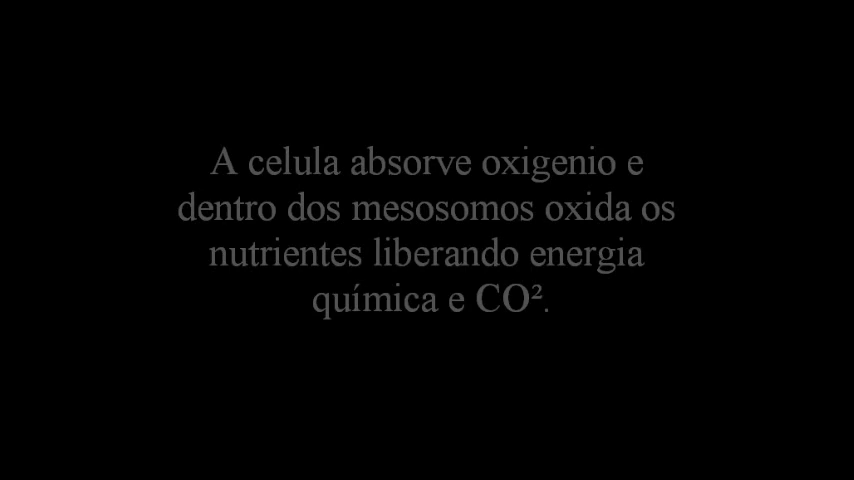 A celula absorve oxigenio e
dentro dos mesosomos oxida os
nutrientes liberando energia
química e CO².